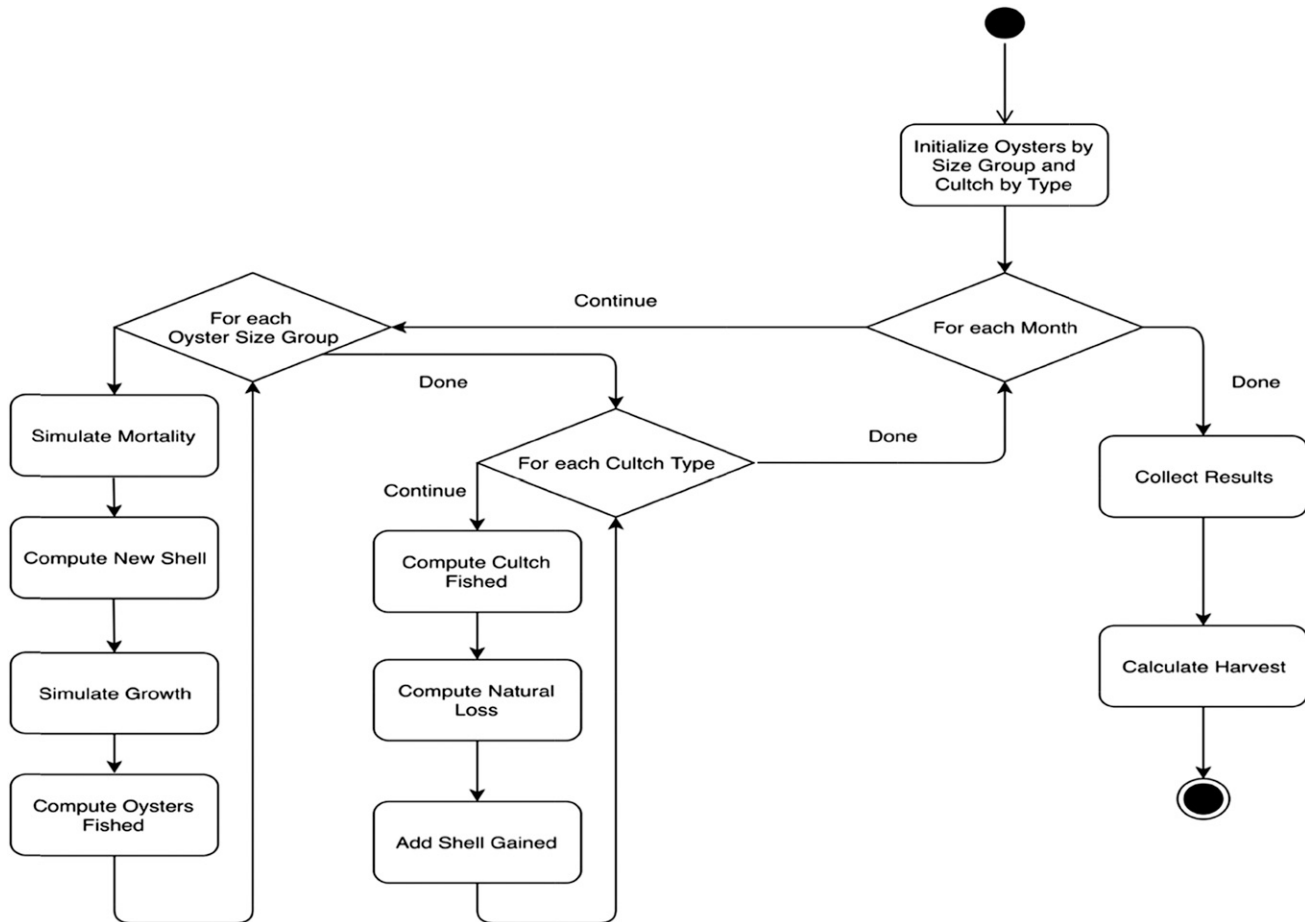 Initialize Oysters by
Size Group and
Cultch by Type
For each Month
Continue
Done
For each
Oyster Size Group
Done
Simulate Mortality
Compute New Shell
Simulate Growth
Compute Oysters
Fished
For each Cultch Type
Continue
Done
Compute Cultch
Fished
Compute Natural
Loss
Add Shell Gained
Collect Results
Calculate Harvest